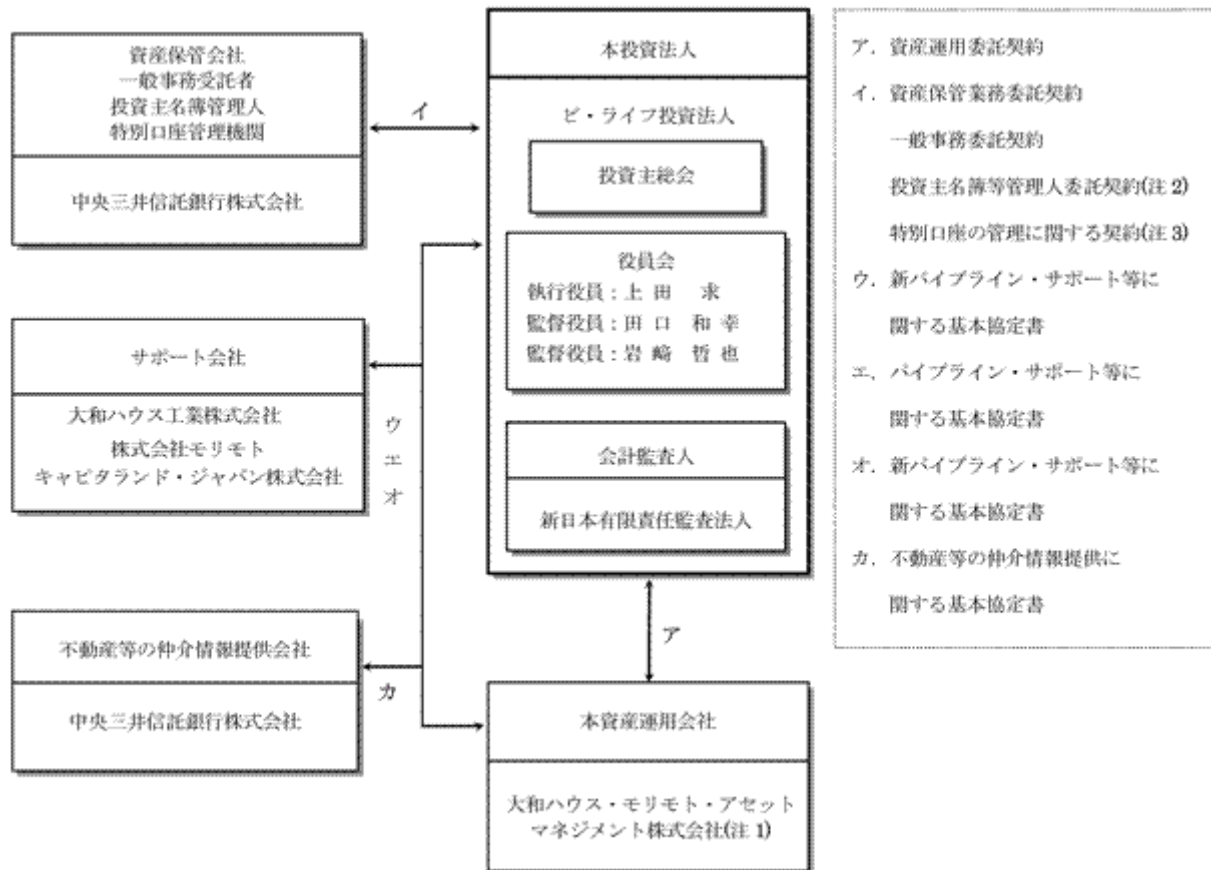 資産保管会社
一般事務受託者
投資主名簿管理人
特別口座管理機関
中央三井信託銀行株式会社
イ
サポート会社
大和ハウス工業株式会社
株式会社モリモト
キャピタランド・ジャパン株式会社
ウ
エ
オ
不動産等の仲介情報提供会社
中央三井信託銀行株式会社
カ
本投資法人
ビ・ライフ投資法人
投資主総会
役員会
執行役員：上田 求
監督役員：田口 和幸
監督役員：岩﨑 哲也
会計監査人
新日本有限責任監査法人
ア
本資産運用会社
大和ハウス・モリモト・アセット
マネジメント株式会社(注1)
ア．資産運用委託契約
イ．資産保管業務委託契約
一般事務委託契約
投資主名簿等管理人委託契約(注2)
特別口座の管理に関する契約(注3)
ウ．新パイプライン・サポート等に
関する基本協定書
エ．パイプライン・サポート等に
関する基本協定書
オ．新パイプライン・サポート等に
関する基本協定書
カ．不動産等の仲介情報提供に
関する基本協定書